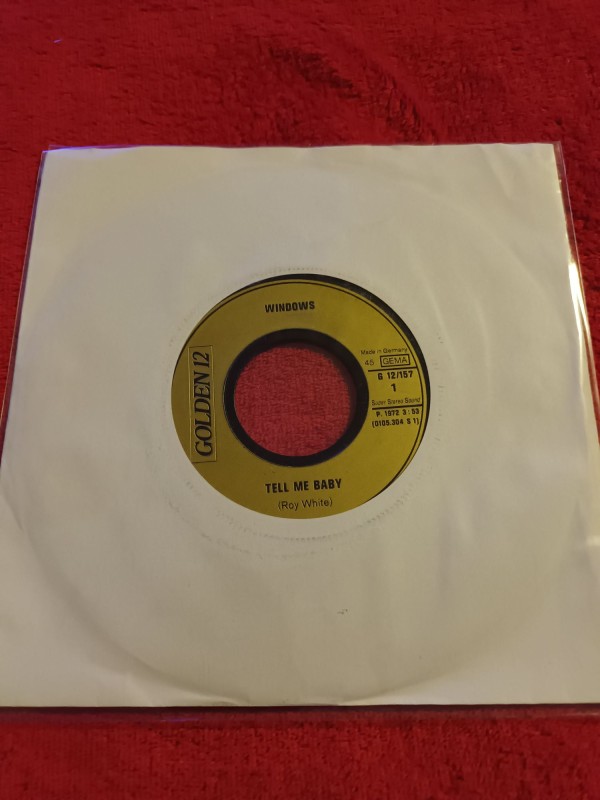 WINDOWS
Made in Germany
45 GEMA
G 12/157
1
Super Stereo Sound
P. 1972 3:53
(0105.304 S 1)
GOLDEN 12
TELL ME BABY
(Roy White)